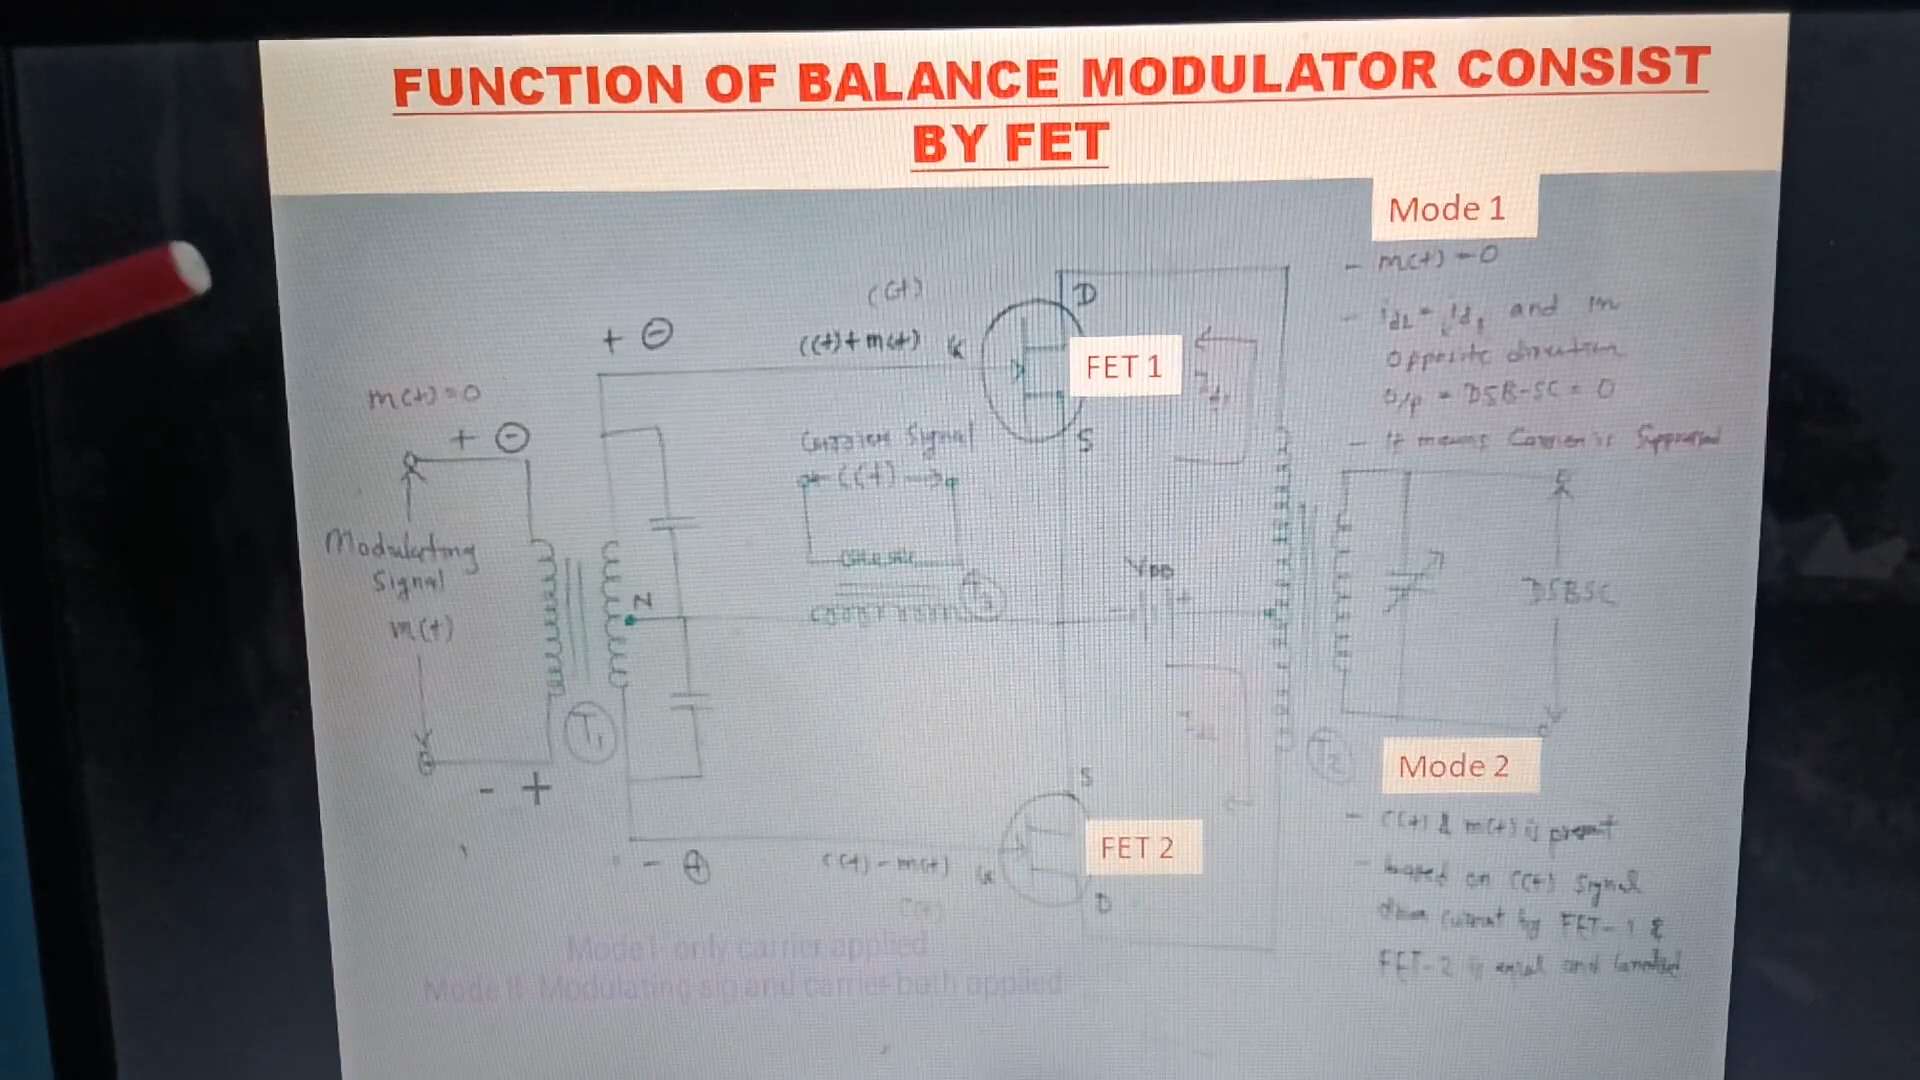 FUNCTION OF BALANCE MODULATOR CONSIST
BY FET
Mode 1
- m(t) = 0
- id2 = id1 and in
opposite direction
O/p = DSB-SC = 0
- It means Carrier is
c(t)
D
+ ⊖
c(t)+m(t)
G
FET 1
m(t)=0
+ ⊖
S
Carrier Signal
c(t)
Modulating
Signal
m(t)
N
VDD
- +
T3
DSBSC
T1
T2
- +
S
Mode 2
- c(t) & m(t) is present
FET 2
- + c(t) - m(t) G
- based on c(t) signal
D
c(t)
current by FET-1 &
FET-2 is equal and
Mode I- only carrier applied
Mode II- Modulating sig and carrier both applied